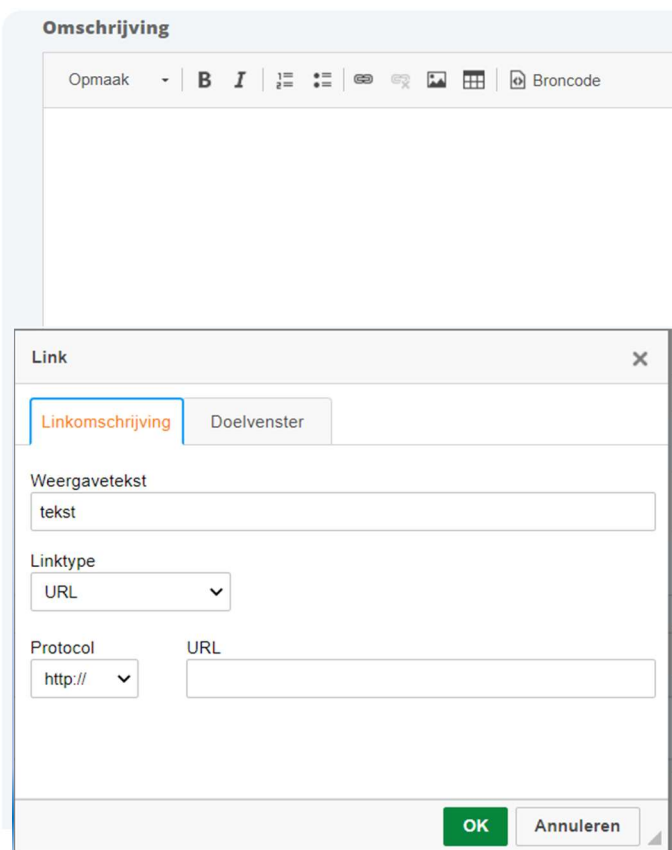 Omschrijving
Opmaak B I Broncode
Link
Linkomschrijving Doelvenster
Weergavetekst
tekst
Linktype
URL
Protocol URL
http://
OK Annuleren